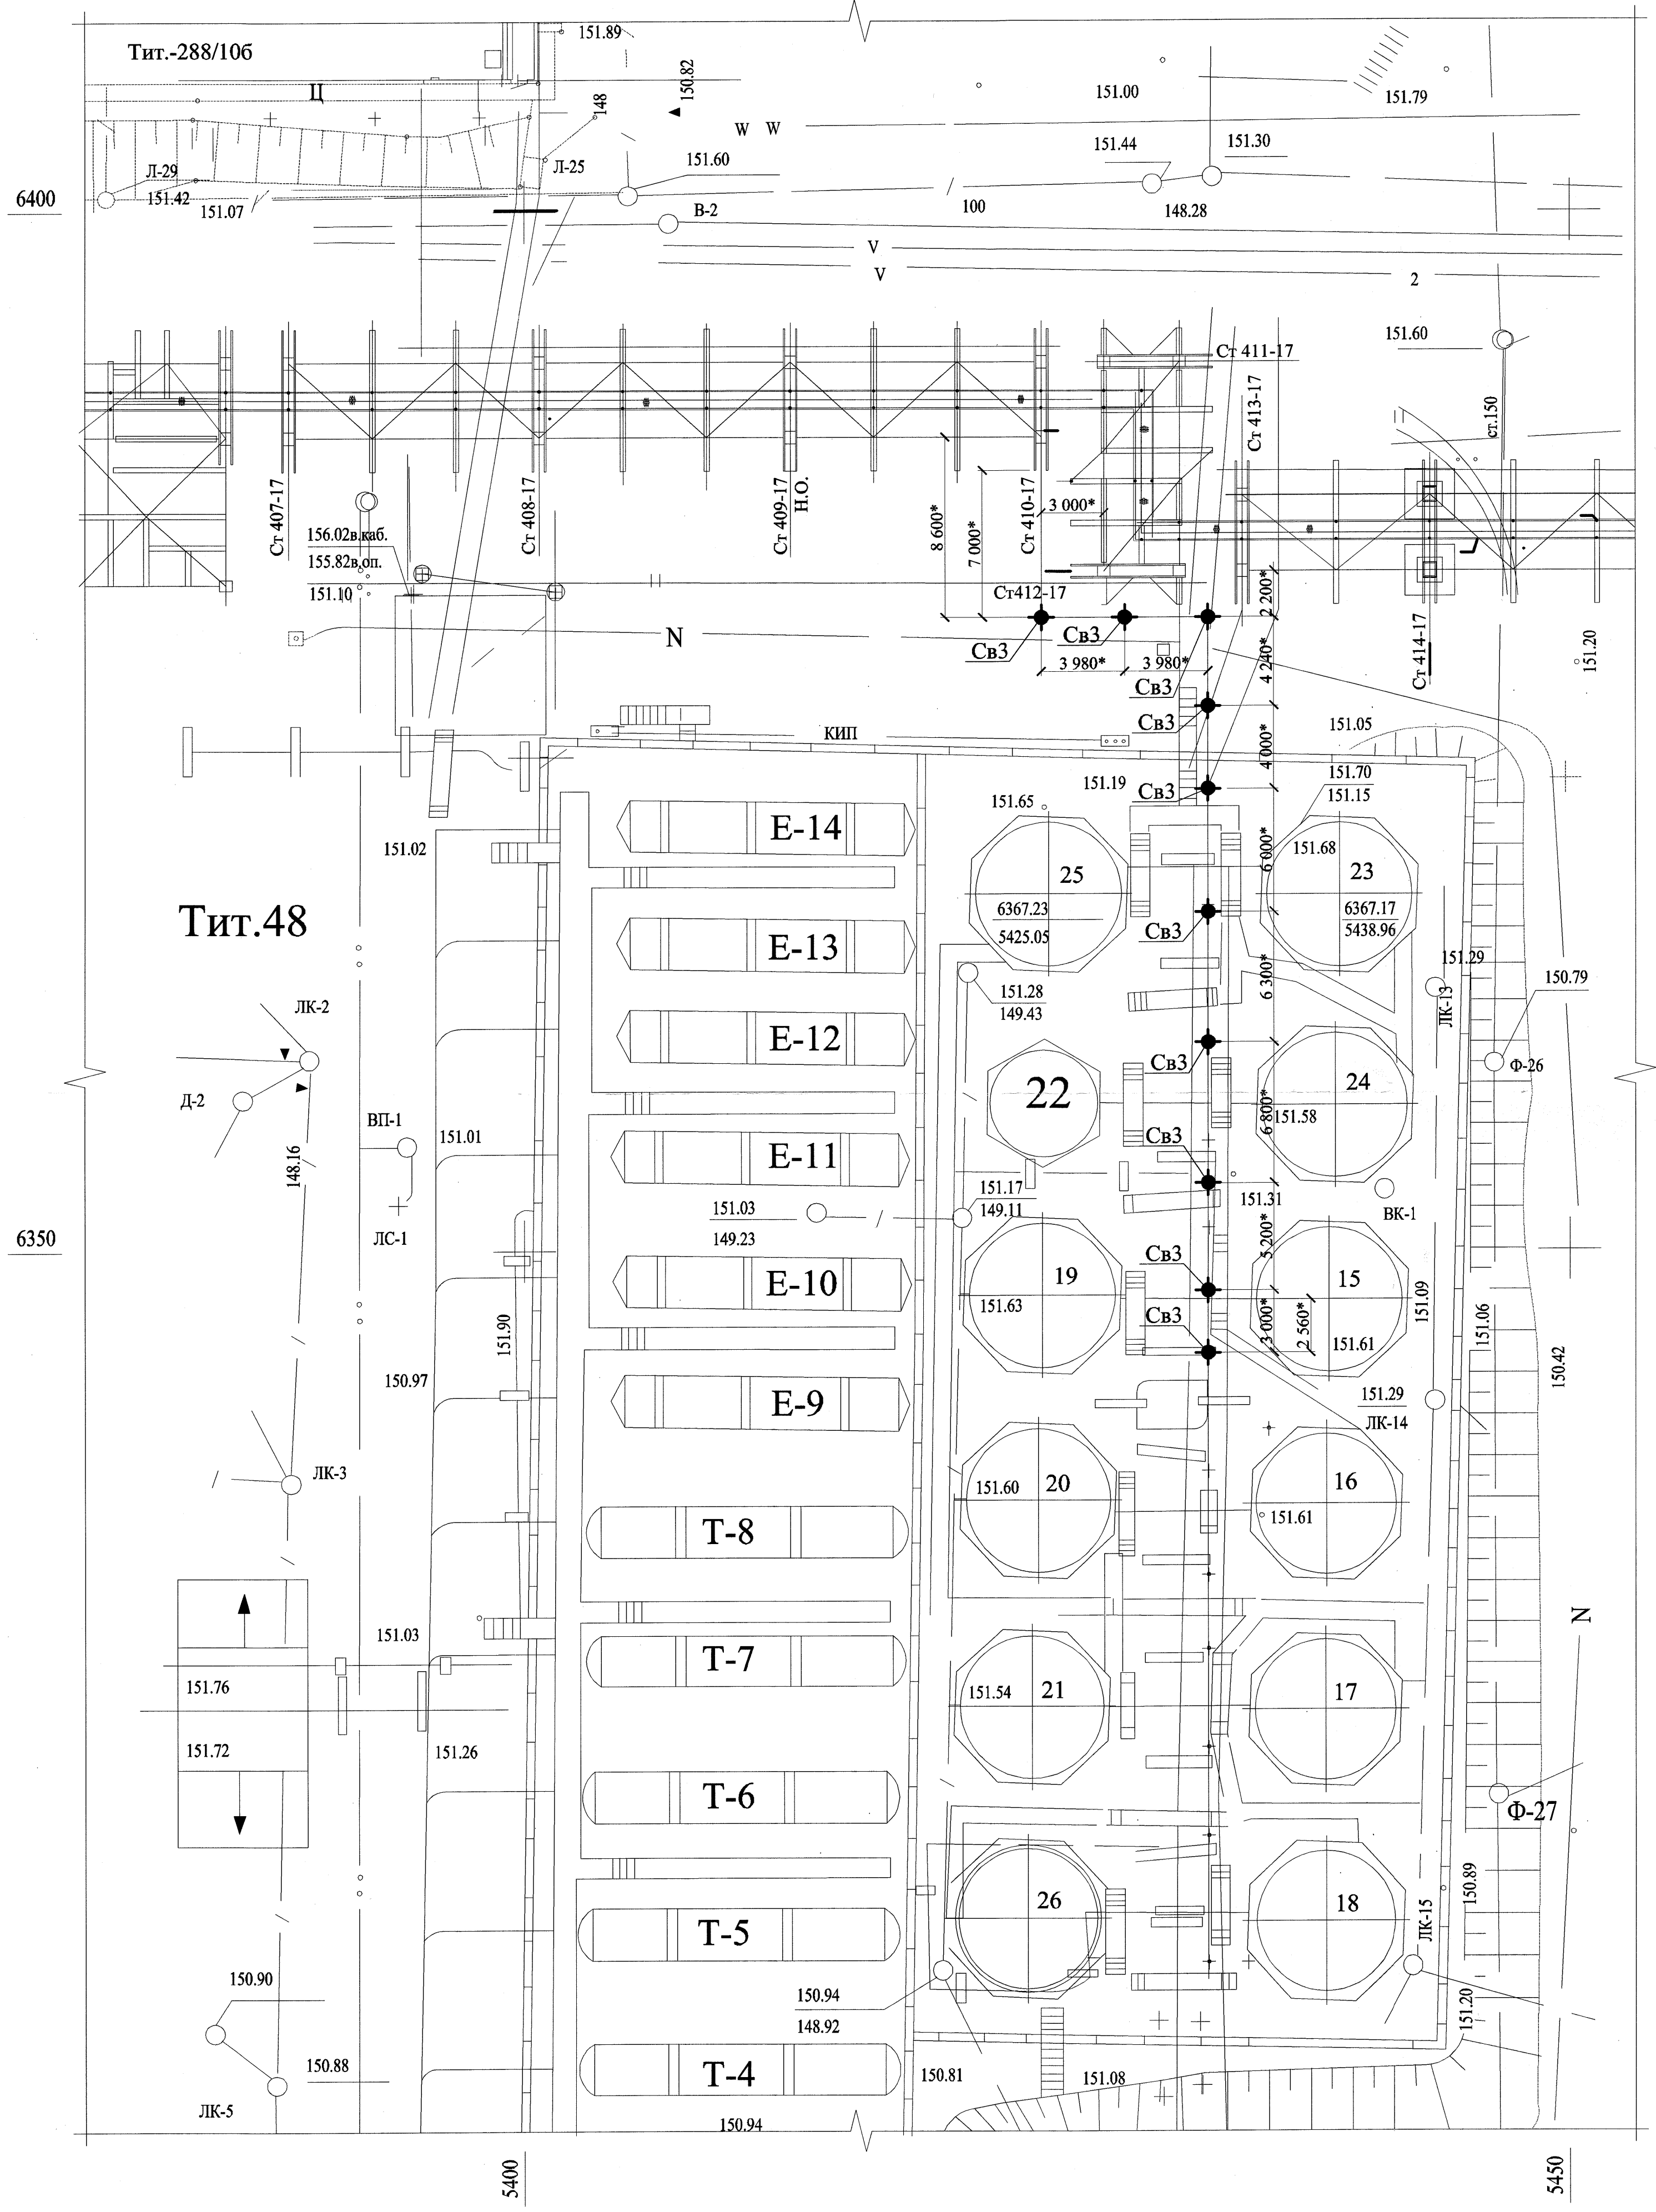 Тит.-288/10б
151.89
Ц
148
150.82
151.00
151.79
W W
151.44
151.30
Л-29
151.42
151.07
Л-25
151.60
6400
В-2
100
148.28
V
V
2
151.60
Ст 411-17
Ст 413-17
ст.150
Ст 407-17
Ст 408-17
Ст 409-17
Н.О.
8 600*
7 000*
Ст 410-17
3 000*
156.02в.каб.
155.82в.оп.
151.10
Ст412-17
2 200*
N
Св3
Св3
3 980*
3 980*
4 240*
Ст 414-17
151.20
Св3
Св3
КИП
4 000*
151.05
151.19
Св3
151.70
151.15
151.65
Е-14
151.02
6 000*
151.68
25
23
6367.23
5425.05
6367.17
5438.96
Тит.48
Е-13
Св3
151.29
6 300*
150.79
151.28
149.43
ЛК-13
ЛК-2
Е-12
Св3
Ф-26
22
24
Д-2
6 800*
151.58
ВП-1
151.01
Св3
148.16
Е-11
151.17
149.11
151.31
151.03
149.23
ВК-1
6350
ЛС-1
5 200*
Св3
Е-10
19
15
151.63
151.09
Св3
3 000*
2 560*
151.61
151.06
151.90
150.42
150.97
Е-9
151.29
ЛК-14
ЛК-3
20
16
151.60
151.61
Т-8
151.03
N
Т-7
151.76
151.54
21
17
151.72
151.26
Т-6
Ф-27
150.89
26
18
Т-5
ЛК-15
150.90
150.94
148.92
151.20
150.88
Т-4
150.81
151.08
ЛК-5
150.94
5400
5450